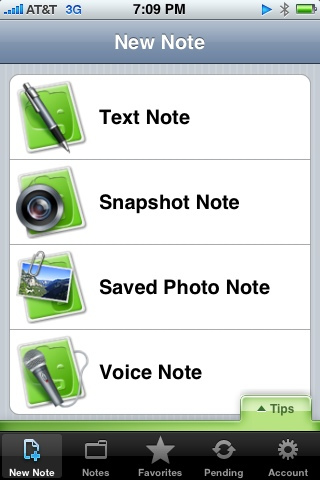 AT&T 3G 7:09 PM
New Note
Text Note
Snapshot Note
Saved Photo Note
Voice Note
Tips
New Note Notes Favorites Pending Account